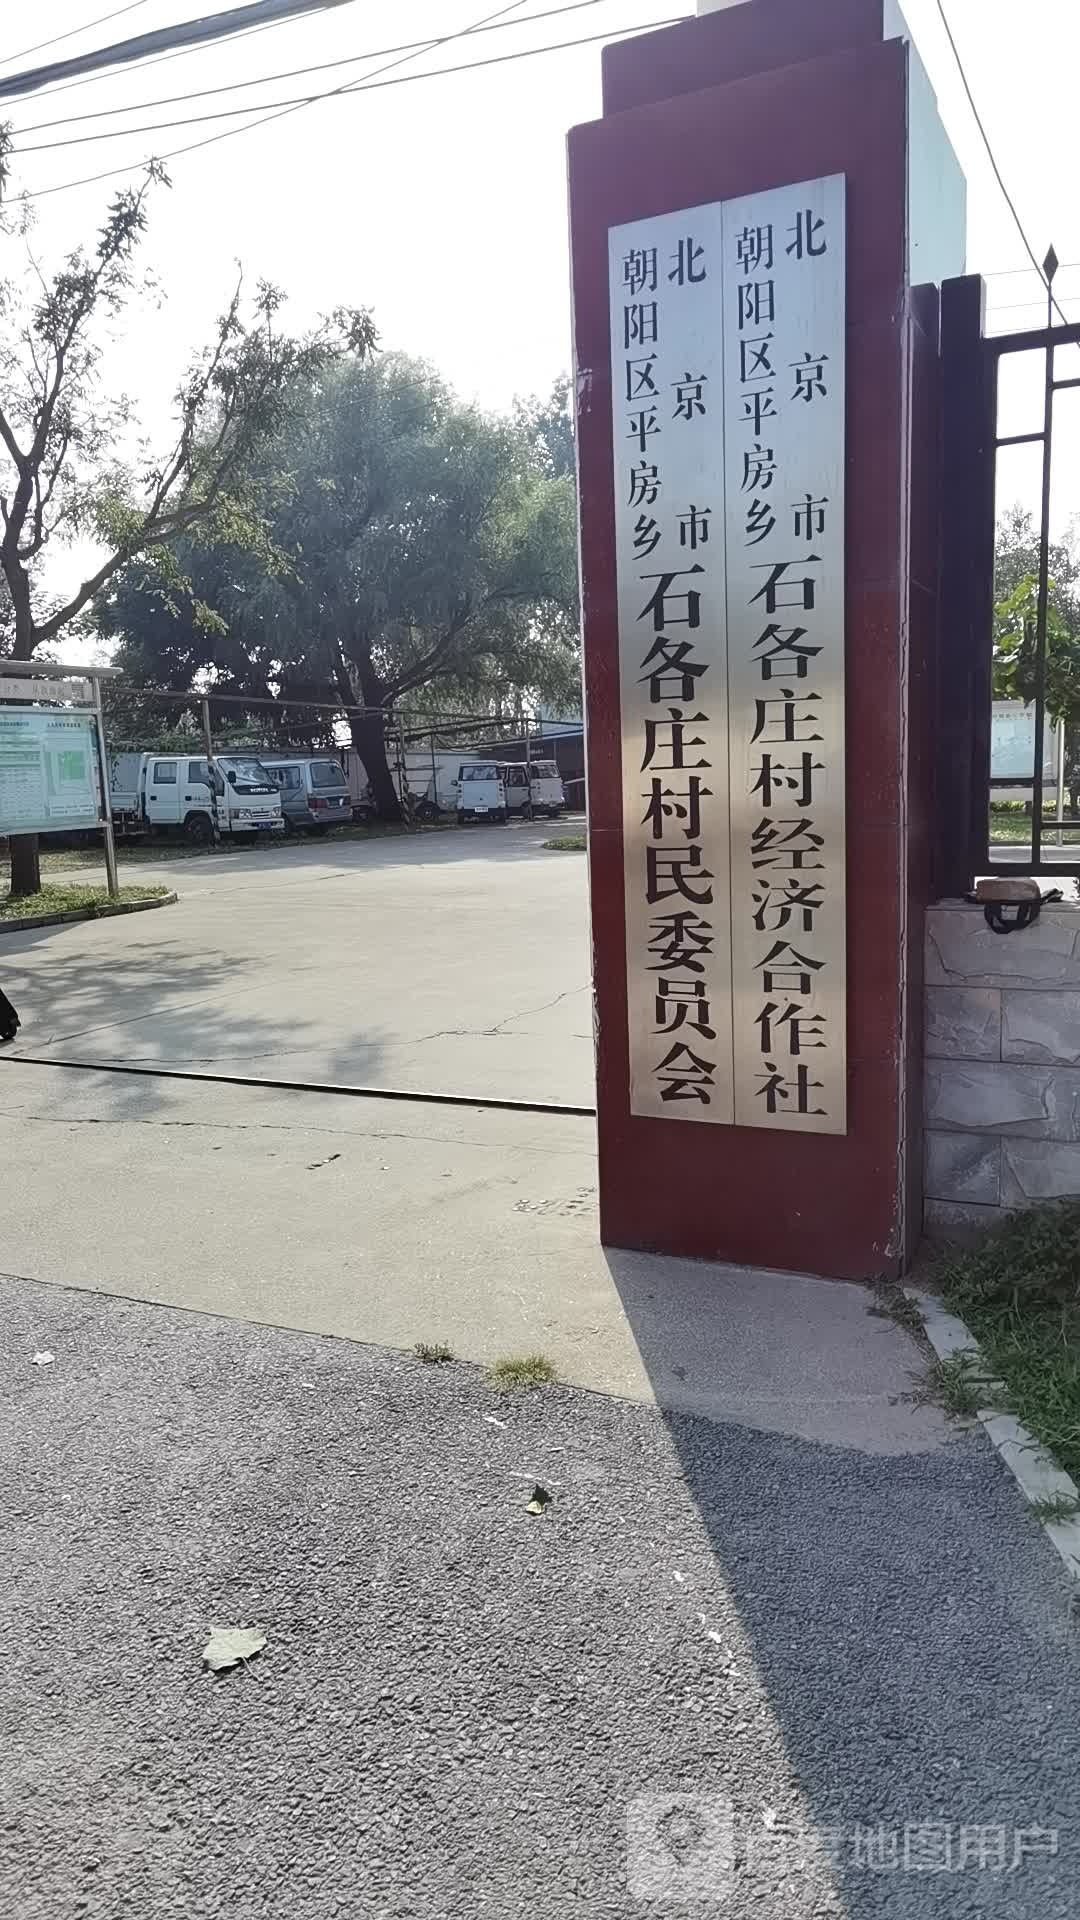 北京市
朝阳区平房乡
石各庄村经济合作社
北京市
朝阳区平房乡
石各庄村民委员会
百度地图用户